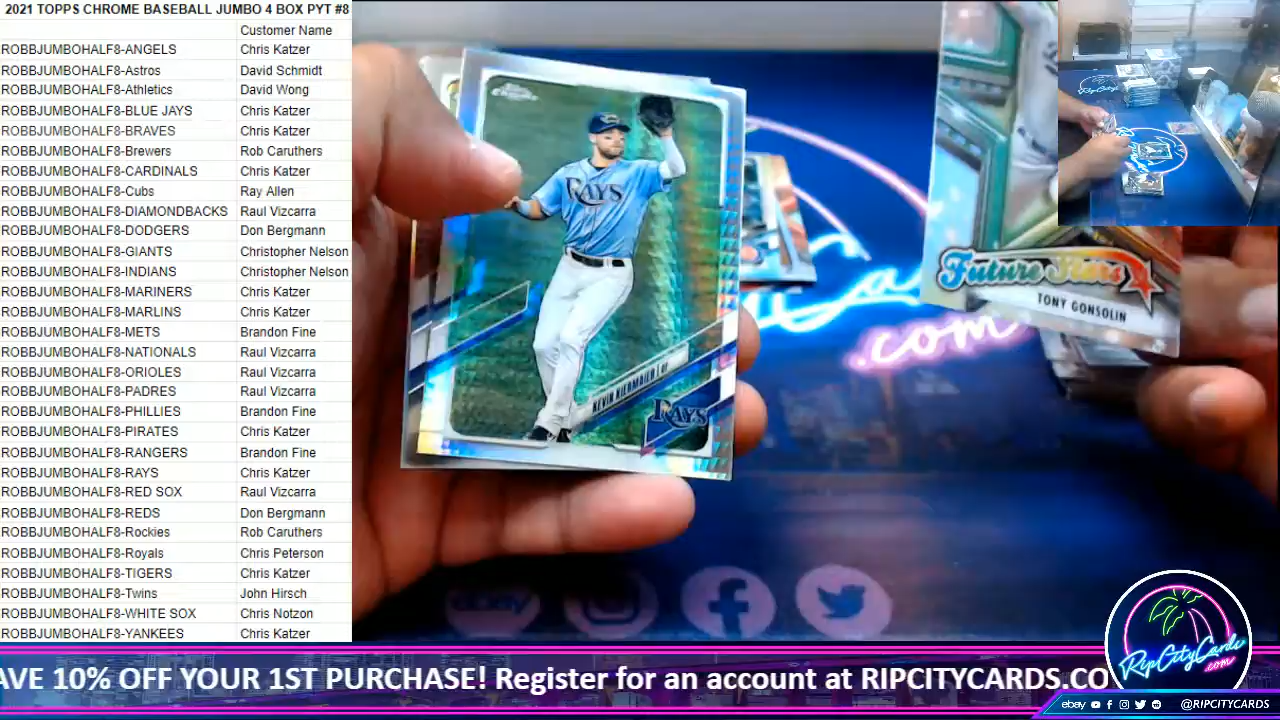 2021 TOPPS CHROME BASEBALL JUMBO 4 BOX PYT #8
Customer Name
ROBBJUMBOHALF8-ANGELS Chris Katzer
ROBBJUMBOHALF8-Astros David Schmidt
ROBBJUMBOHALF8-Athletics David Wong
ROBBJUMBOHALF8-BLUE JAYS Chris Katzer
ROBBJUMBOHALF8-BRAVES Chris Katzer
ROBBJUMBOHALF8-Brewers Rob Caruthers
ROBBJUMBOHALF8-CARDINALS Chris Katzer
ROBBJUMBOHALF8-Cubs Ray Allen
ROBBJUMBOHALF8-DIAMONDBACKS Raul Vizcarra
ROBBJUMBOHALF8-DODGERS Don Bergmann
ROBBJUMBOHALF8-GIANTS Christopher Nelson
ROBBJUMBOHALF8-INDIANS Christopher Nelson
ROBBJUMBOHALF8-MARINERS Chris Katzer
ROBBJUMBOHALF8-MARLINS Chris Katzer
ROBBJUMBOHALF8-METS Brandon Fine
ROBBJUMBOHALF8-NATIONALS Raul Vizcarra
ROBBJUMBOHALF8-ORIOLES Raul Vizcarra
ROBBJUMBOHALF8-PADRES Raul Vizcarra
ROBBJUMBOHALF8-PHILLIES Brandon Fine
ROBBJUMBOHALF8-PIRATES Chris Katzer
ROBBJUMBOHALF8-RANGERS Brandon Fine
ROBBJUMBOHALF8-RAYS Chris Katzer
ROBBJUMBOHALF8-RED SOX Raul Vizcarra
ROBBJUMBOHALF8-REDS Don Bergmann
ROBBJUMBOHALF8-Rockies Rob Caruthers
ROBBJUMBOHALF8-Royals Chris Peterson
ROBBJUMBOHALF8-TIGERS Chris Katzer
ROBBJUMBOHALF8-Twins John Hirsch
ROBBJUMBOHALF8-WHITE SOX Chris Notzon
ROBBJUMBOHALF8-YANKEES Chris Katzer
RAYS
KEVIN KIERMAIER | OF
RAYS
Future Stars
TONY GONSOLIN
.com
RipCityCards
.com
AVE 10% OFF YOUR 1ST PURCHASE! Register for an account at RIPCITYCARDS.CO
ebay @RIPCITYCARDS